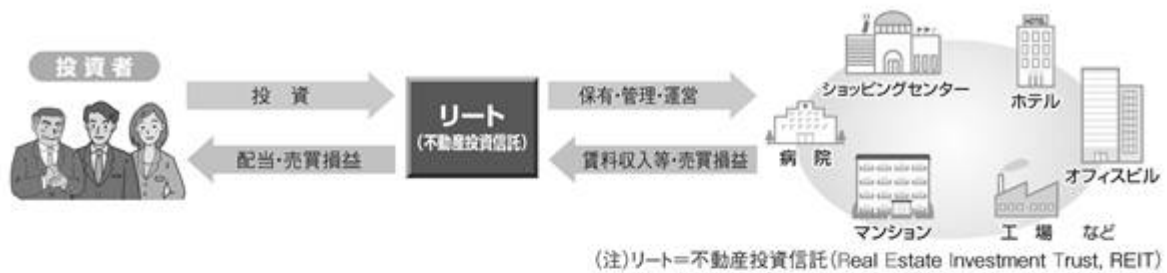 投資者
投 資
配当・売買損益
リート
(不動産投資信託)
保有・管理・運営
賃料収入等・売買損益
ショッピングセンター
HOTEL
ホテル
病 院
オフィスビル
マンション
工 場 など
(注)リート=不動産投資信託(Real Estate Investment Trust, REIT)